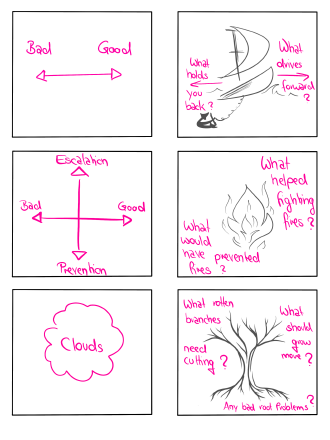 Bad Good
What
holds
you
back?
What
drives
forward
?
Escalation
Bad Good
Prevention
What
helped
fighting
fires?
What
would
have prevented
fires?
Clouds
What rotten
branches
need
cutting?
What
should
grow
more?
Any bad root problems?